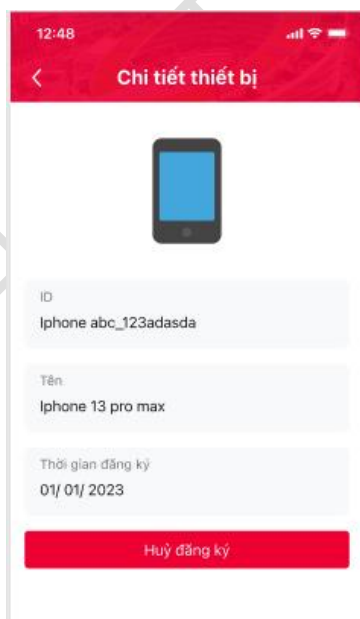 12:48
Chi tiết thiết bị
ID
Iphone abc_123adasda
Tên
Iphone 13 pro max
Thời gian đăng ký
01/ 01/ 2023
Huỷ đăng ký